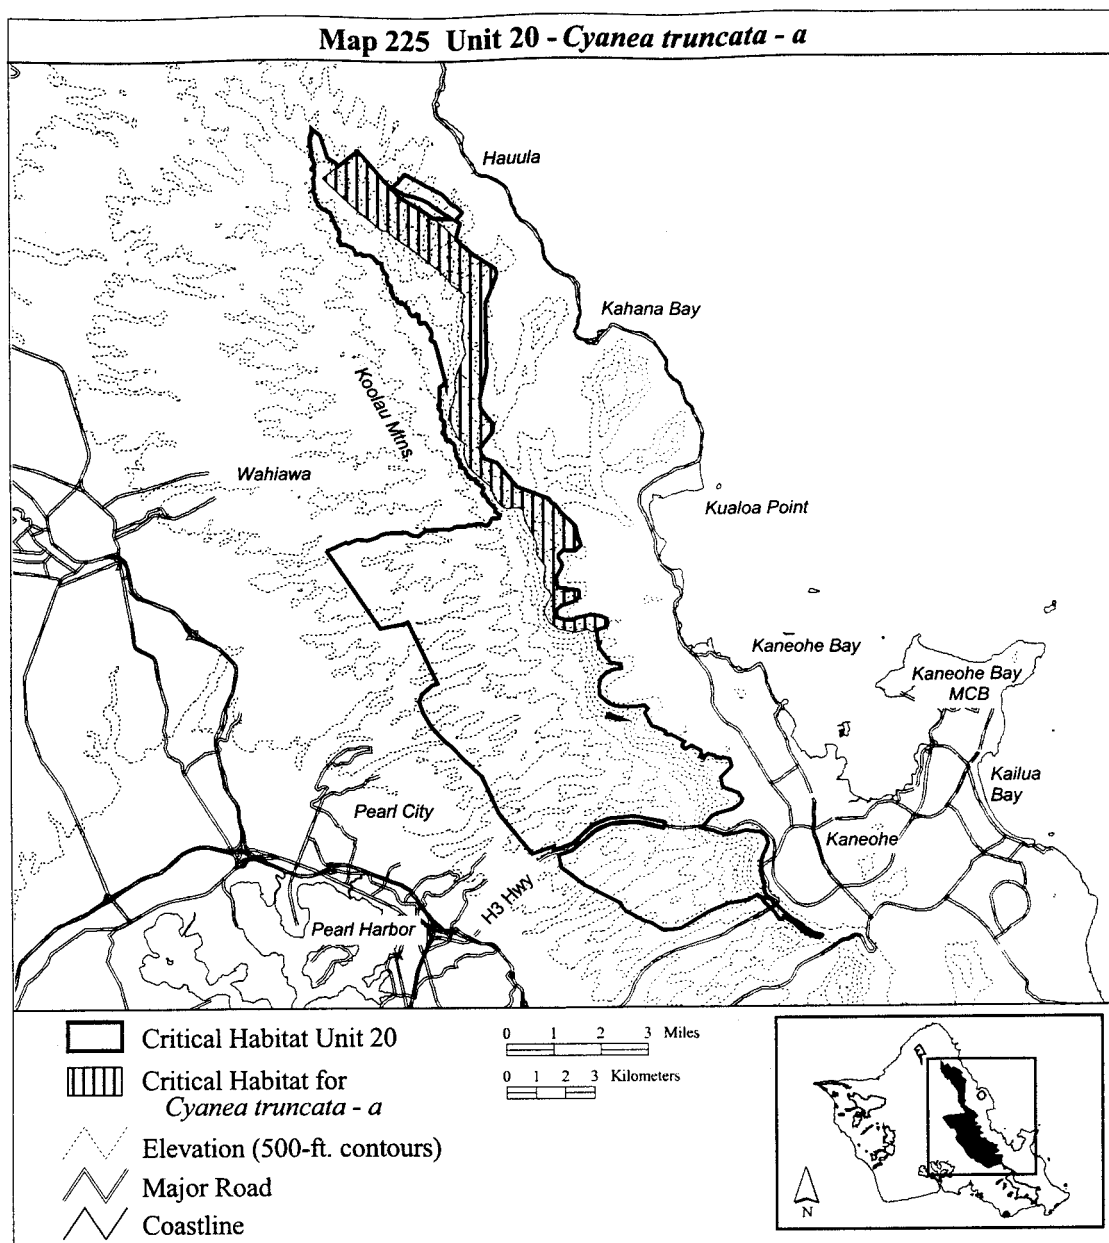 Map 225 Unit 20 - Cyanea truncata - a
Hauula
Kahana Bay
Koolau Mtns.
Wahiawa
Kualoa Point
Kaneohe Bay
Kaneohe Bay
MCB
Kailua
Bay
Pearl City
Kaneohe
H3 Hwy
Pearl Harbor
Critical Habitat Unit 20
Critical Habitat for
Cyanea truncata - a
Elevation (500-ft. contours)
Major Road
Coastline
0 1 2 3 Miles
0 1 2 3 Kilometers
N